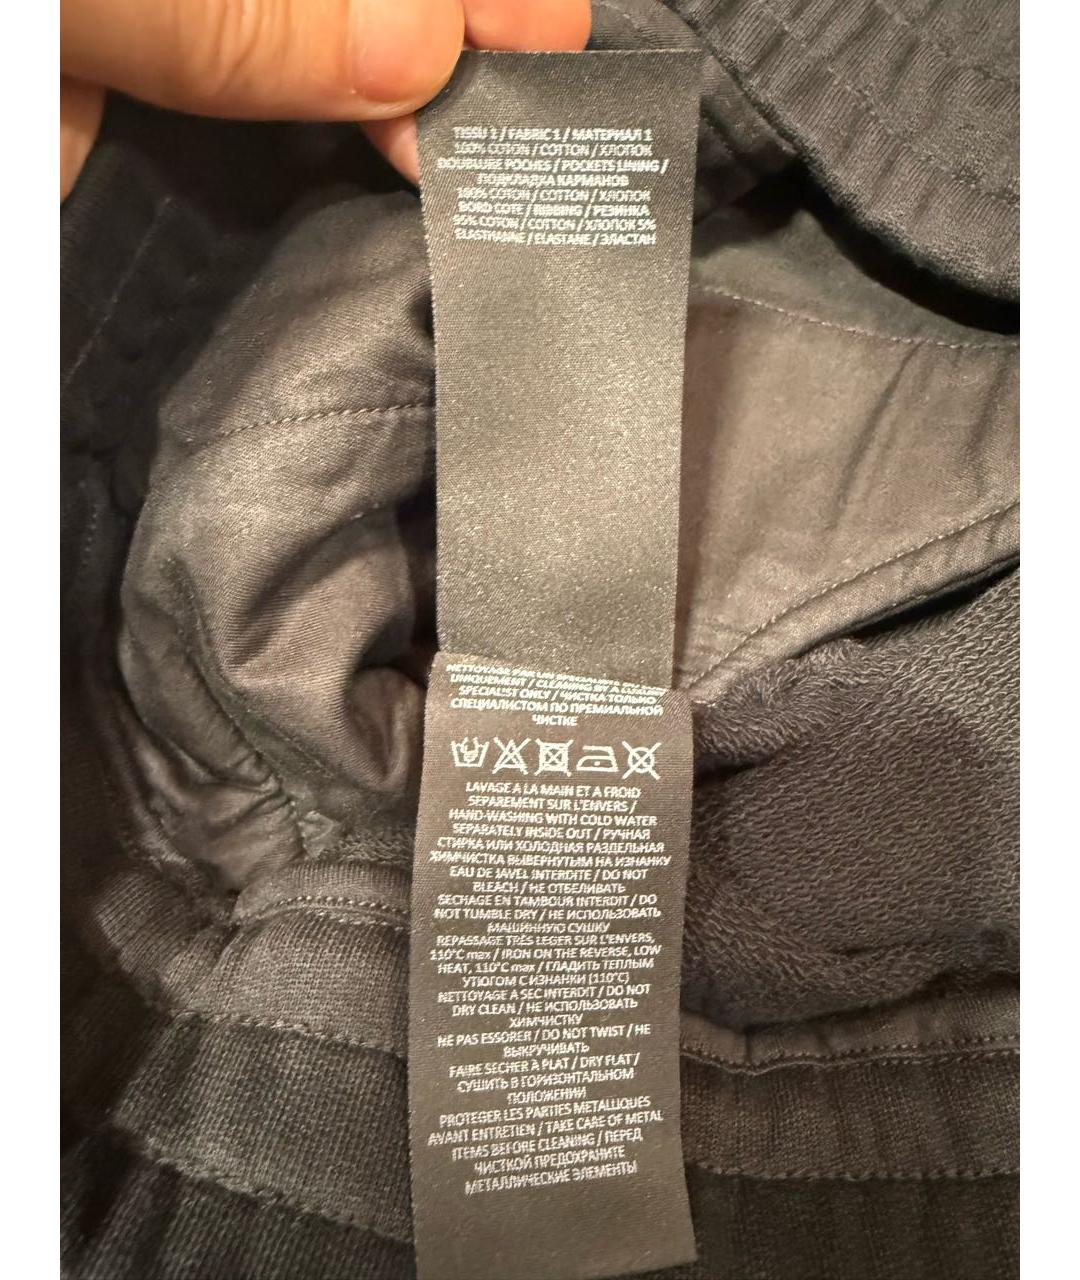 TISSU 1 / FABRIC 1 / МАТЕРИАЛ 1
100% COTON / COTTON / ХЛОПОК
DOUBLURE POCHES / POCKETS LINING /
ПОДКЛАДКА КАРМАНОВ
100% COTON / COTTON / ХЛОПОК
BORD COTE / RIBBING / РЕЗИНКА
95% COTON / COTTON / ХЛОПОК 5%
ELASTHANNE / ELASTANE / ЭЛАСТАН
NETTOYAGE PAR UN SPECIALISTE
UNIQUEMENT / CLEANING BY A LUXURY
SPECIALIST ONLY / ЧИСТКА ТОЛЬКО
СПЕЦИАЛИСТОМ ПО ПРЕМИАЛЬНОЙ
ЧИСТКЕ
LAVAGE A LA MAIN ET A FROID
SEPAREMENT SUR L'ENVERS /
HAND-WASHING WITH COLD WATER
SEPARATELY INSIDE OUT / РУЧНАЯ
СТИРКА ИЛИ ХОЛОДНАЯ РАЗДЕЛЬНАЯ
ХИМЧИСТКА ВЫВЕРНУТЫМ НА ИЗНАНКУ
EAU DE JAVEL INTERDITE / DO NOT
BLEACH / НЕ ОТБЕЛИВАТЬ
SECHAGE EN TAMBOUR INTERDIT / DO
NOT TUMBLE DRY / НЕ ИСПОЛЬЗОВАТЬ
МАШИННУЮ СУШКУ
REPASSAGE TRÈS LEGER SUR L'ENVERS,
110°C max / IRON ON THE REVERSE, LOW
HEAT, 110°C max / ГЛАДИТЬ ТЕПЛЫМ
УТЮГОМ С ИЗНАНКИ (110°C)
NETTOYAGE A SEC INTERDIT / DO NOT
DRY CLEAN / НЕ ИСПОЛЬЗОВАТЬ
ХИМЧИСТКУ
NE PAS ESSORER / DO NOT TWIST / НЕ
ВЫКРУЧИВАТЬ
FAIRE SECHER À PLAT / DRY FLAT /
СУШИТЬ В ГОРИЗОНТАЛЬНОМ
ПОЛОЖЕНИИ
PROTEGER LES PARTIES METALLIQUES
AVANT ENTRETIEN / TAKE CARE OF METAL
ITEMS BEFORE CLEANING / ПЕРЕД
ЧИСТКОЙ ПРЕДОХРАНИТЕ
МЕТАЛЛИЧЕСКИЕ ЭЛЕМЕНТЫ